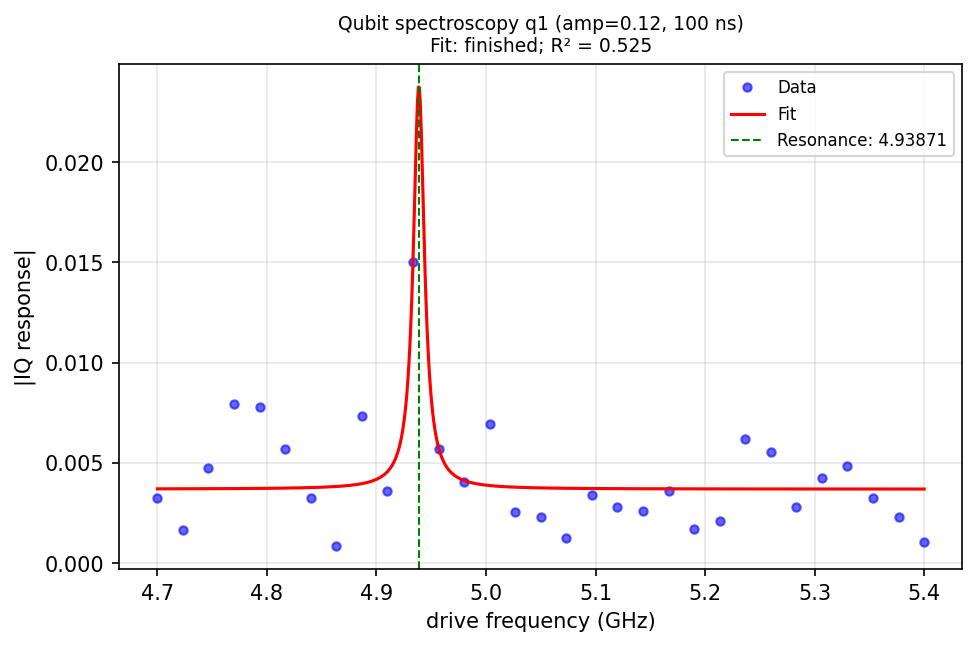 Qubit spectroscopy q1 (amp=0.12, 100 ns)
Fit: finished; R² = 0.525
Data
Fit
Resonance: 4.93871
|IQ response|
0.020
0.015
0.010
0.005
0.000
4.7 4.8 4.9 5.0 5.1 5.2 5.3 5.4
drive frequency (GHz)